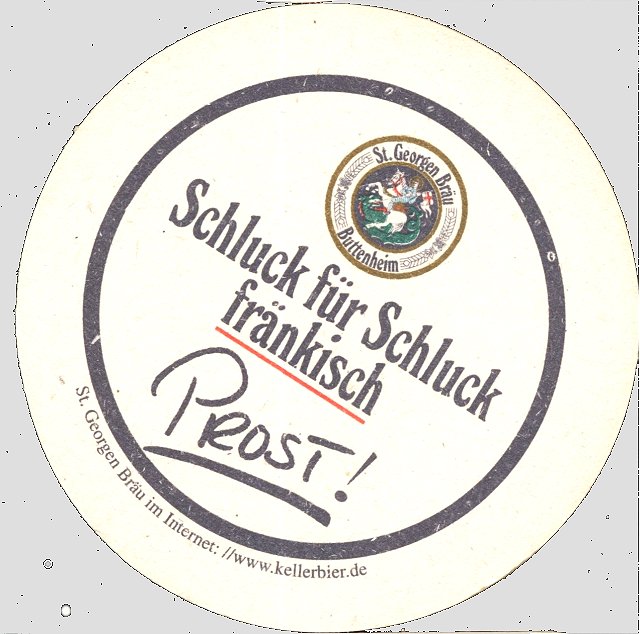 St. Georgen Bräu
Buttenheim
Schluck für Schluck
fränkisch
PROST!
St. Georgen Bräu im Internet: //www.kellerbier.de